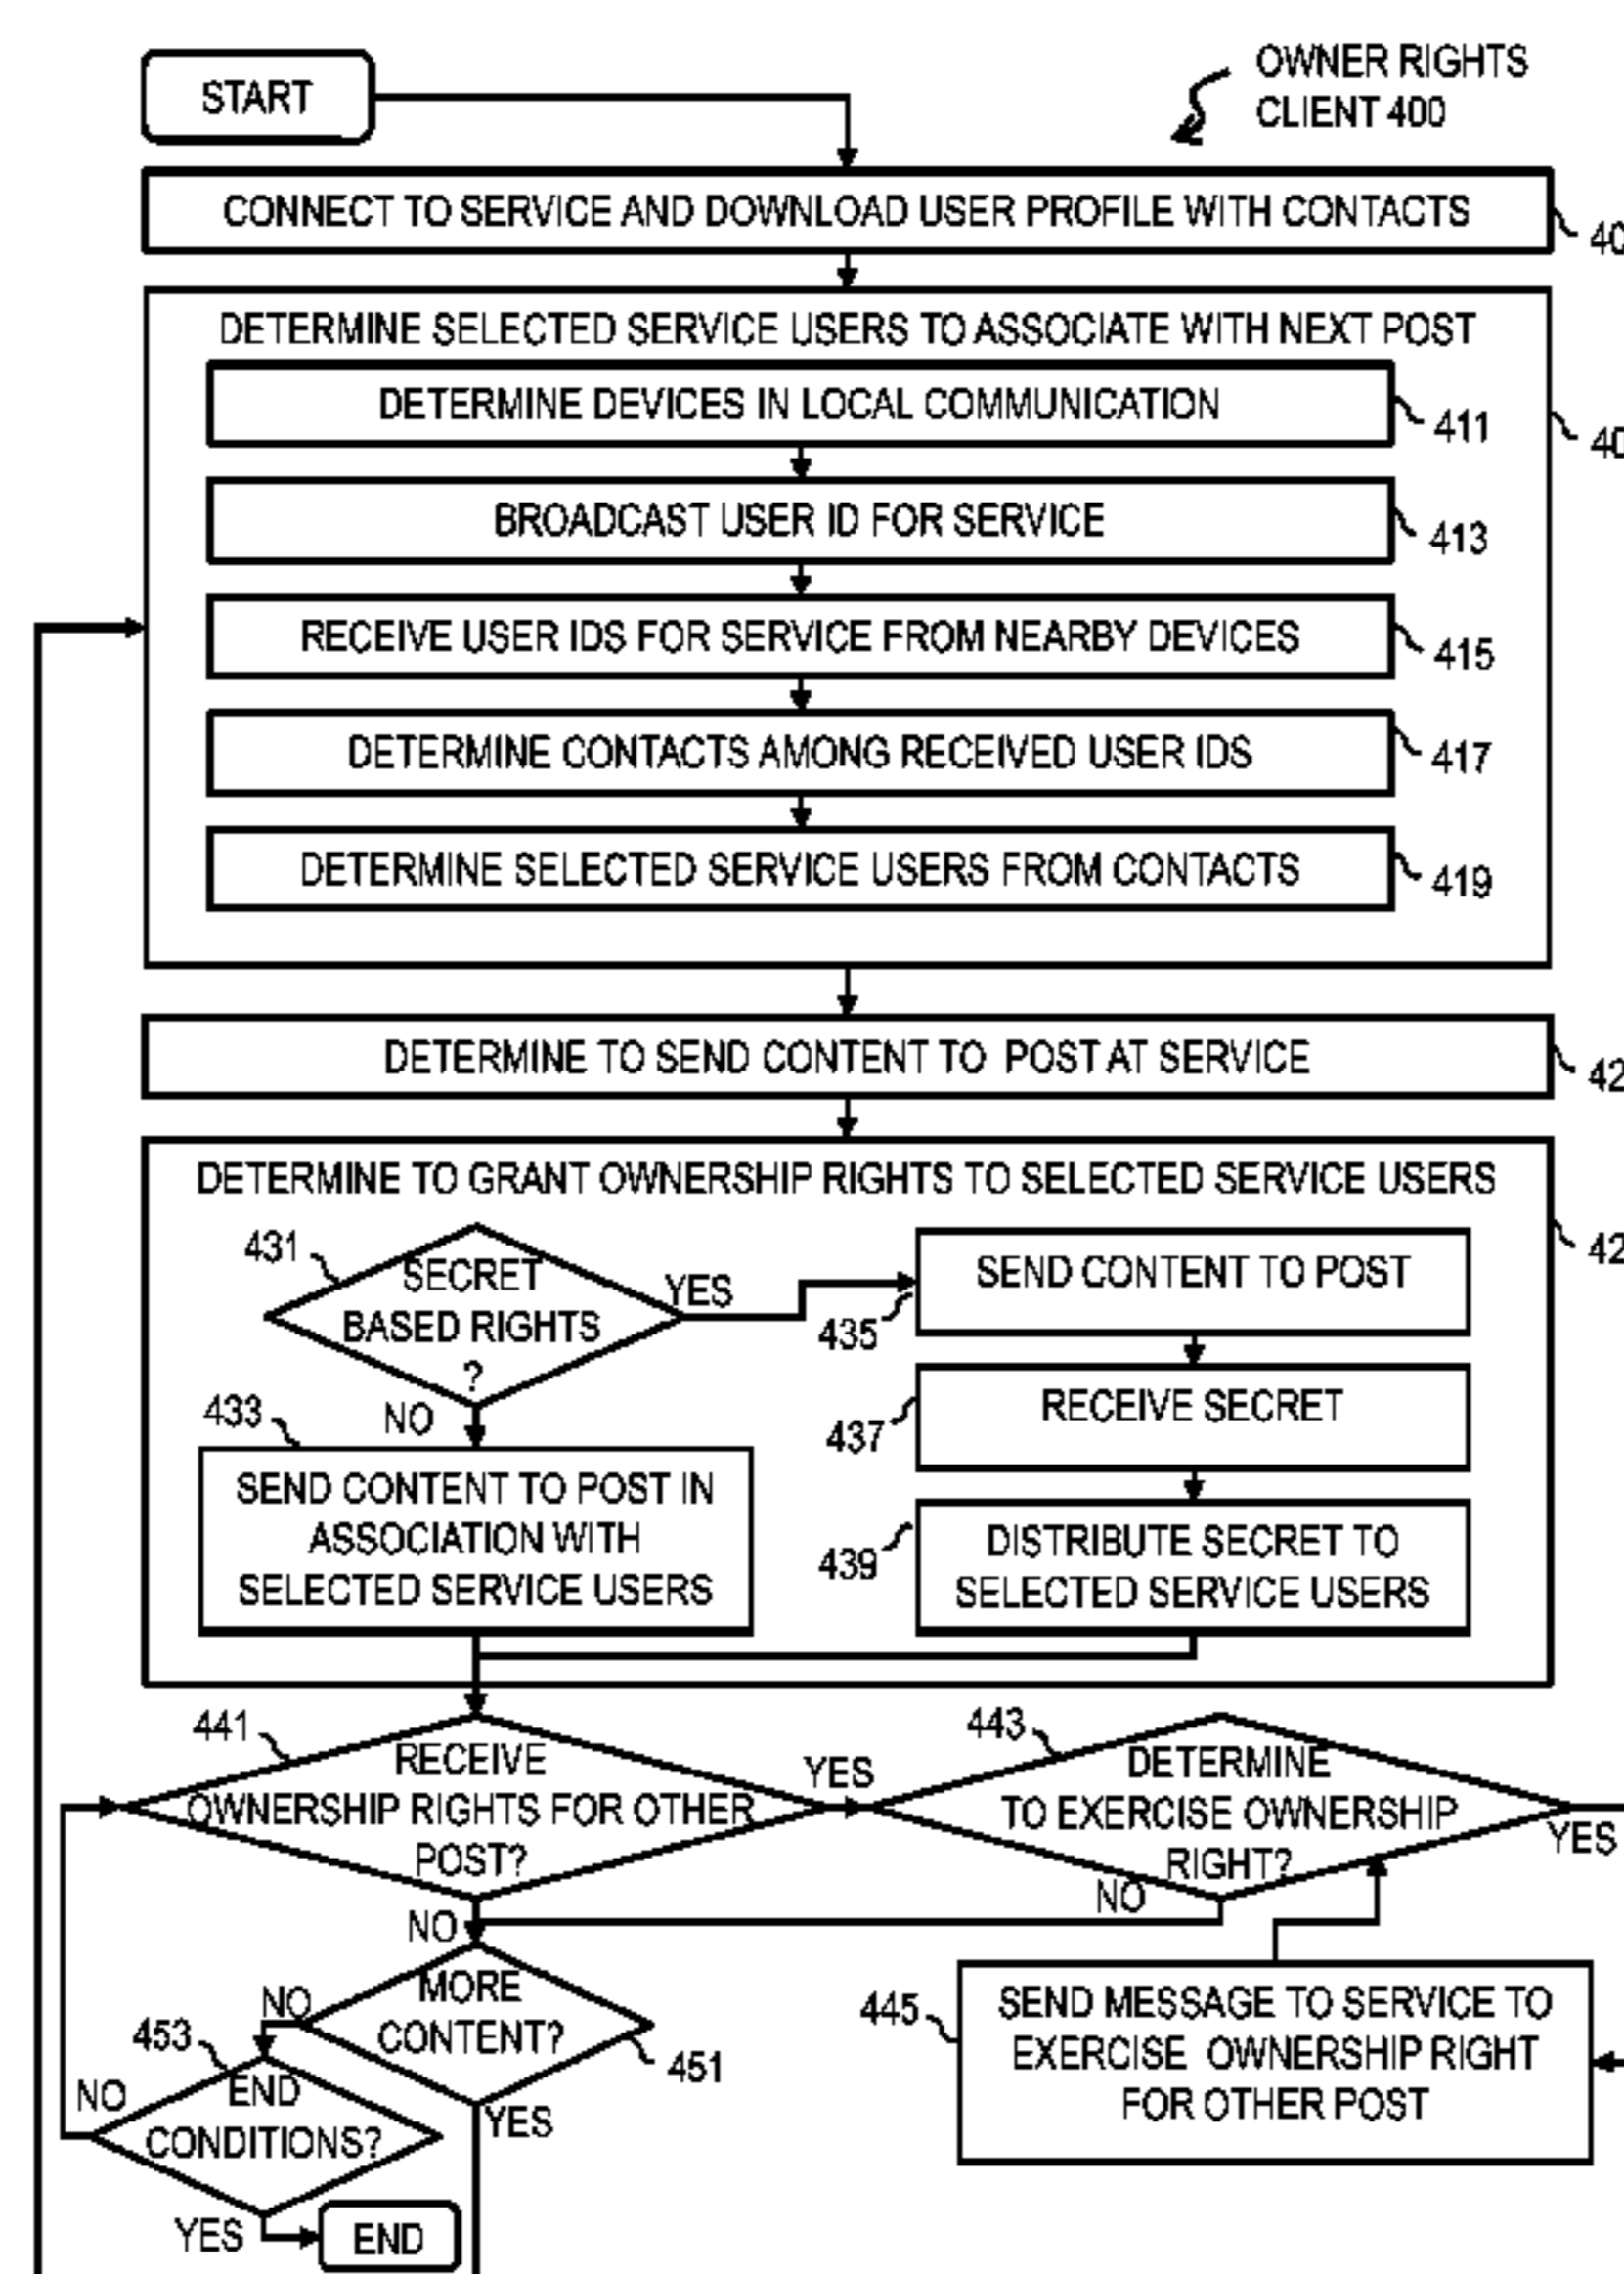 START
OWNER RIGHTS
CLIENT 400
CONNECT TO SERVICE AND DOWNLOAD USER PROFILE WITH CONTACTS
DETERMINE SELECTED SERVICE USERS TO ASSOCIATE WITH NEXT POST
DETERMINE DEVICES IN LOCAL COMMUNICATION
411
BROADCAST USER ID FOR SERVICE
413
RECEIVE USER IDS FOR SERVICE FROM NEARBY DEVICES
415
DETERMINE CONTACTS AMONG RECEIVED USER IDS
417
DETERMINE SELECTED SERVICE USERS FROM CONTACTS
419
DETERMINE TO SEND CONTENT TO POST AT SERVICE
DETERMINE TO GRANT OWNERSHIP RIGHTS TO SELECTED SERVICE USERS
431
SECRET
BASED RIGHTS
?
YES
NO
433
SEND CONTENT TO POST IN
ASSOCIATION WITH
SELECTED SERVICE USERS
SEND CONTENT TO POST
435
RECEIVE SECRET
437
DISTRIBUTE SECRET TO
SELECTED SERVICE USERS
439
441
RECEIVE
OWNERSHIP RIGHTS FOR OTHER
POST?
YES
NO
443
DETERMINE
TO EXERCISE OWNERSHIP
RIGHT?
YES
NO
445
SEND MESSAGE TO SERVICE TO
EXERCISE OWNERSHIP RIGHT
FOR OTHER POST
MORE
CONTENT?
451
NO
YES
453
END
CONDITIONS?
NO
YES
END